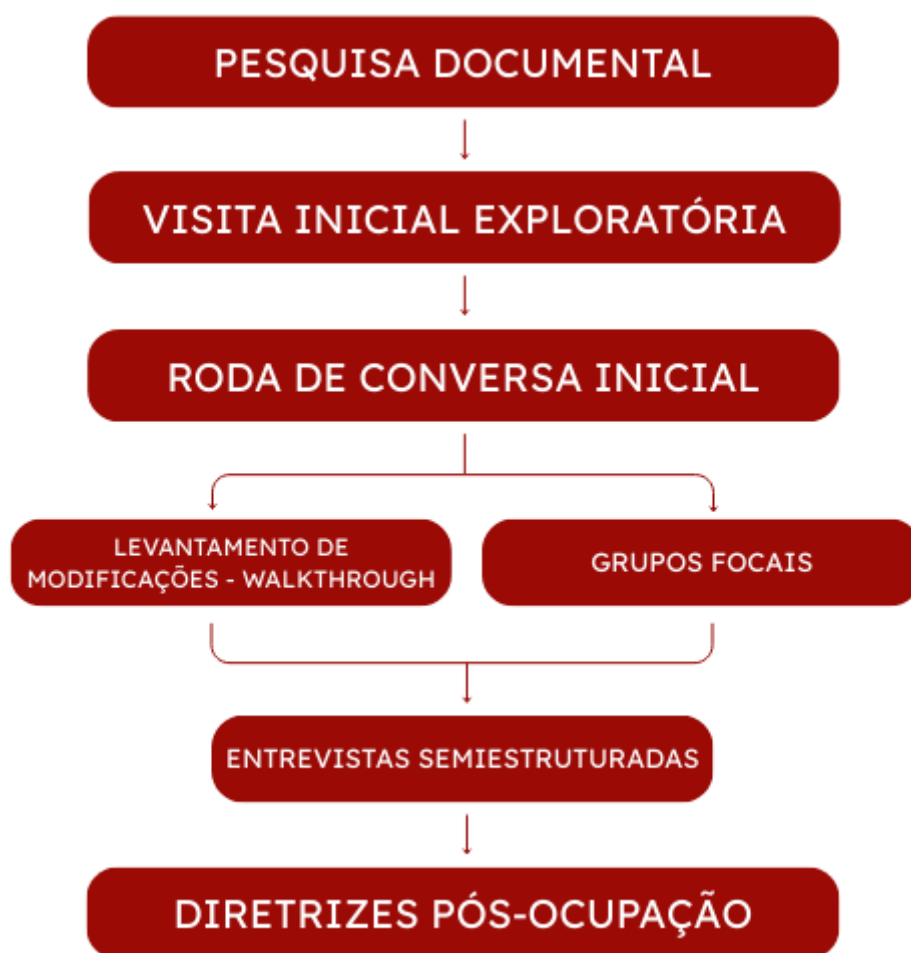 PESQUISA DOCUMENTAL
VISITA INICIAL EXPLORATÓRIA
RODA DE CONVERSA INICIAL
LEVANTAMENTO DE
MODIFICAÇÕES - WALKTHROUGH
GRUPOS FOCAIS
ENTREVISTAS SEMIESTRUTURADAS
DIRETRIZES PÓS-OCUPAÇÃO